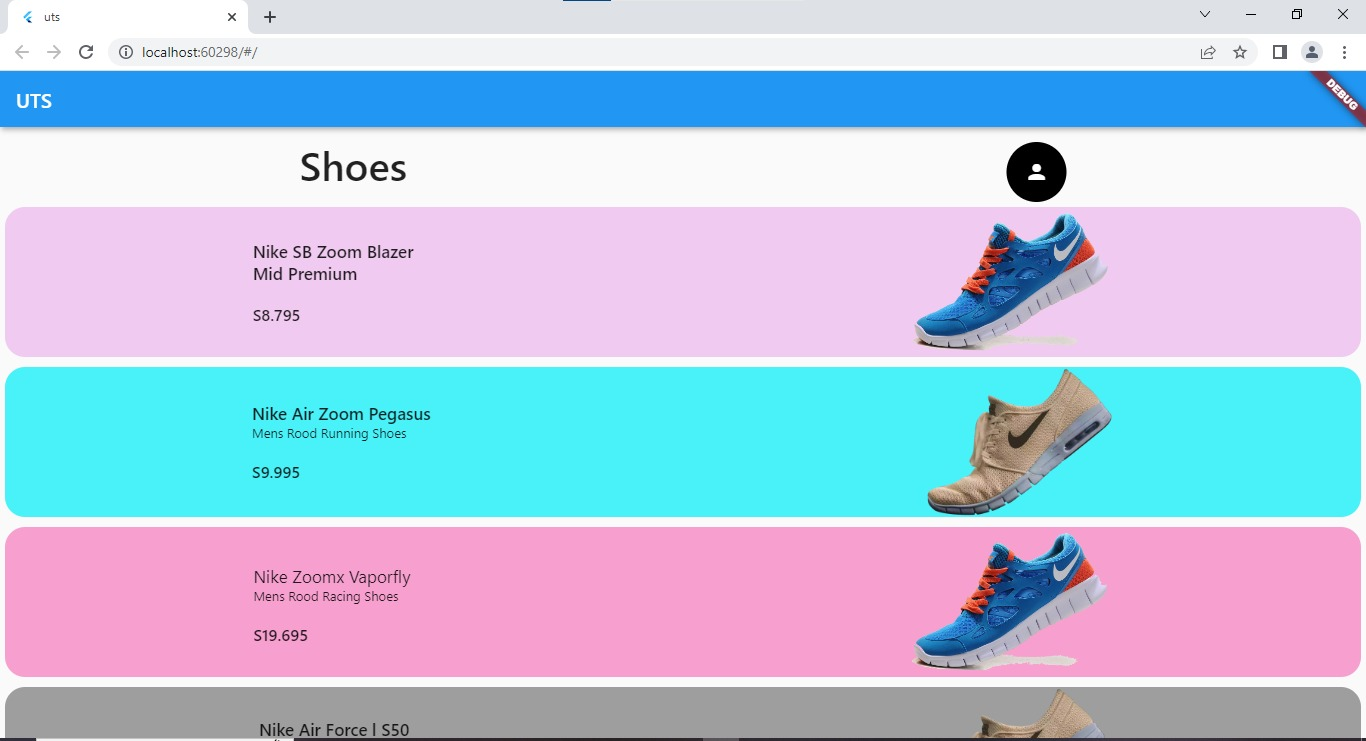 uts
localhost:60298/#/
UTS
DEBUG
Shoes
Nike SB Zoom Blazer
Mid Premium
S8.795
Nike Air Zoom Pegasus
Mens Rood Running Shoes
S9.995
Nike Zoomx Vaporfly
Mens Rood Racing Shoes
S19.695
Nike Air Force l S50